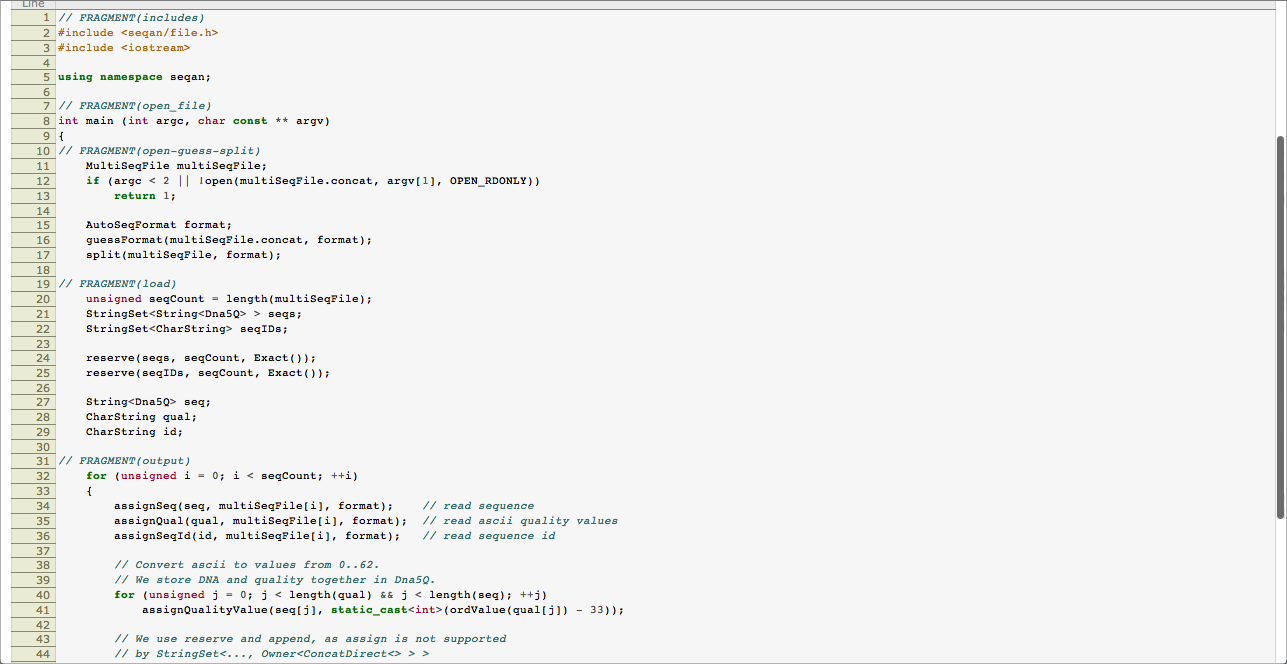 Line
1 // FRAGMENT(includes)
2 #include <seqan/file.h>
3 #include <iostream>
4
5 using namespace seqan;
6
7 // FRAGMENT(open_file)
8 int main (int argc, char const ** argv)
9 {
10 // FRAGMENT(open-guess-split)
11     MultiSeqFile multiSeqFile;
12     if (argc < 2 || !open(multiSeqFile.concat, argv[1], OPEN_RDONLY))
13         return 1;
14
15     AutoSeqFormat format;
16     guessFormat(multiSeqFile.concat, format);
17     split(multiSeqFile, format);
18
19 // FRAGMENT(load)
20     unsigned seqCount = length(multiSeqFile);
21     StringSet<String<Dna5Q> > seqs;
22     StringSet<CharString> seqIDs;
23
24     reserve(seqs, seqCount, Exact());
25     reserve(seqIDs, seqCount, Exact());
26
27     String<Dna5Q> seq;
28     CharString qual;
29     CharString id;
30
31 // FRAGMENT(output)
32     for (unsigned i = 0; i < seqCount; ++i)
33     {
34         assignSeq(seq, multiSeqFile[i], format);    // read sequence
35         assignQual(qual, multiSeqFile[i], format);  // read ascii quality values
36         assignSeqId(id, multiSeqFile[i], format);   // read sequence id
37
38         // Convert ascii to values from 0..62.
39         // We store DNA and quality together in Dna5Q.
40         for (unsigned j = 0; j < length(qual) && j < length(seq); ++j)
41             assignQualityValue(seq[j], static_cast<int>(ordValue(qual[j]) - 33));
42
43         // We use reserve and append, as assign is not supported
44         // by StringSet<..., Owner<ConcatDirect<> > >